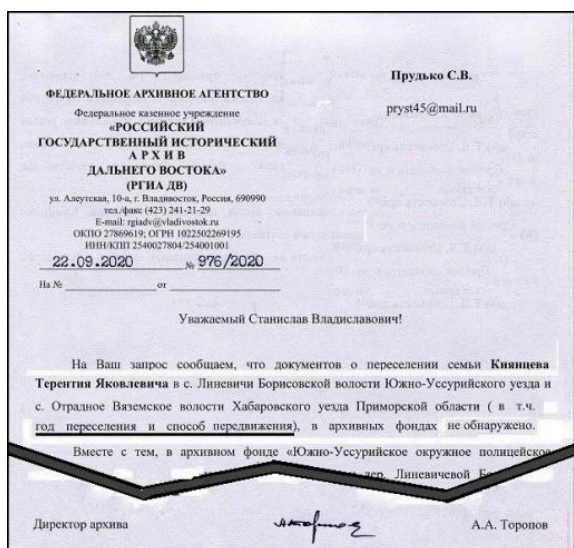 Прудько С.В.
pryst45@mail.ru
ФЕДЕРАЛЬНОЕ АРХИВНОЕ АГЕНТСТВО
Федеральное казенное учреждение
«РОССИЙСКИЙ
ГОСУДАРСТВЕННЫЙ ИСТОРИЧЕСКИЙ
АРХИВ
ДАЛЬНЕГО ВОСТОКА»
(РГИА ДВ)
ул. Алеутская, 10-а, г. Владивосток, Россия, 690990
тел./факс (423) 241-21-29
E-mail: rgiadv@vladivostok.ru
ОКПО 27869619; ОГРН 1022502269195
ИНН/КПП 2540027804/254001001
22.09.2020 № 976/2020
На № от
Уважаемый Станислав Владиславович!
На Ваш запрос сообщаем, что документов о переселении семьи Киянцева
Терентия Яковлевича в с. Линевичи Борисовской волости Южно-Уссурийского уезда и
с. Отрадное Вяземское волости Хабаровского уезда Приморской области ( в т.ч.
год переселения и способ передвижения), в архивных фондах не обнаружено.
Вместе с тем, в архивном фонде «Южно-Уссурийское окружное полицейское
дер. Линевичевой
Директор архива А.А. Торопов